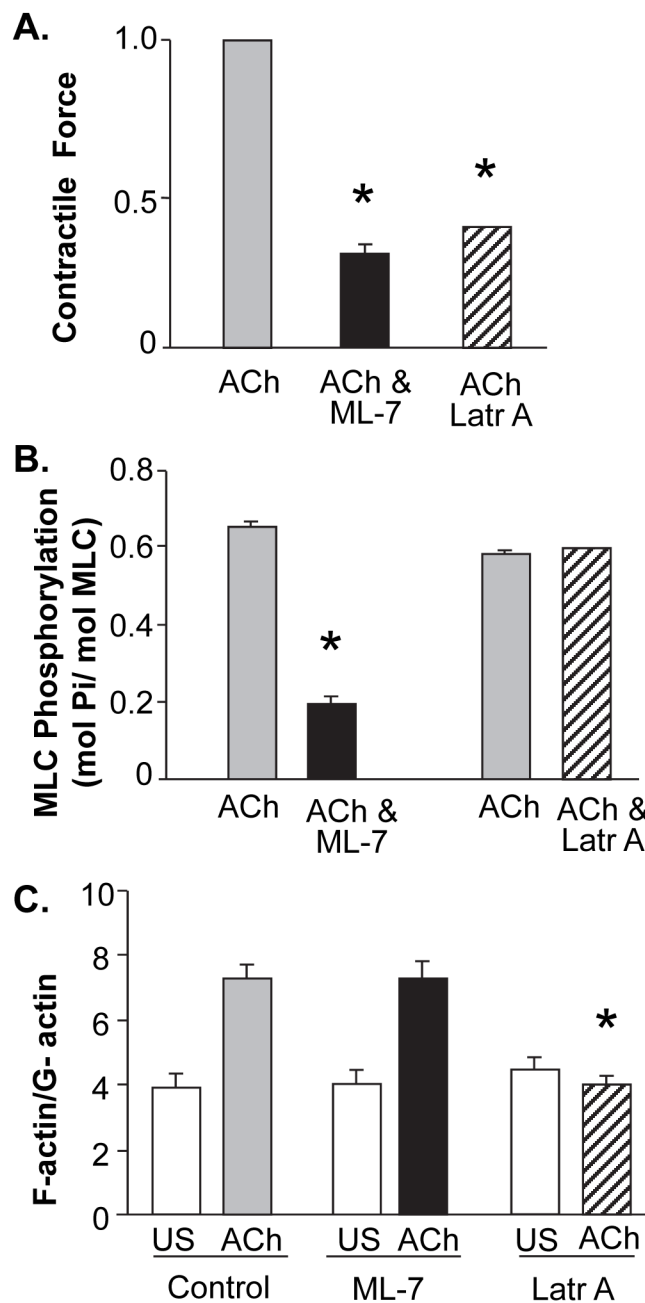 A.
Contractile Force
1.0
0.5
0
*
*
ACh
ACh &
ML-7
ACh
Latr A
B.
MLC Phosphorylation
(mol Pi/ mol MLC)
0.8
0.6
0.4
0.2
0
*
ACh
ACh &
ML-7
ACh
ACh &
Latr A
C.
F-actin/G- actin
10
8
6
4
2
0
*
US ACh
US ACh
US ACh
Control
ML-7
Latr A